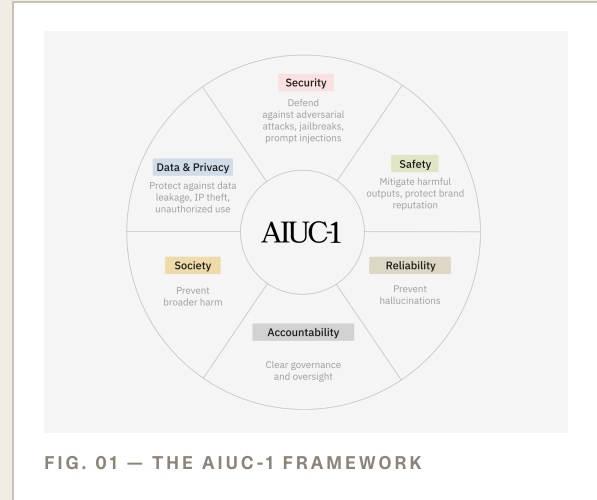 Security
Defend
against adversarial
attacks, jailbreaks,
prompt injections
Data & Privacy
Protect against data
leakage, IP theft,
unauthorized use
Safety
Mitigate harmful
outputs, protect brand
reputation
AIUC-1
Society
Prevent
broader harm
Reliability
Prevent
hallucinations
Accountability
Clear governance
and oversight
FIG. 01 — THE AIUC-1 FRAMEWORK